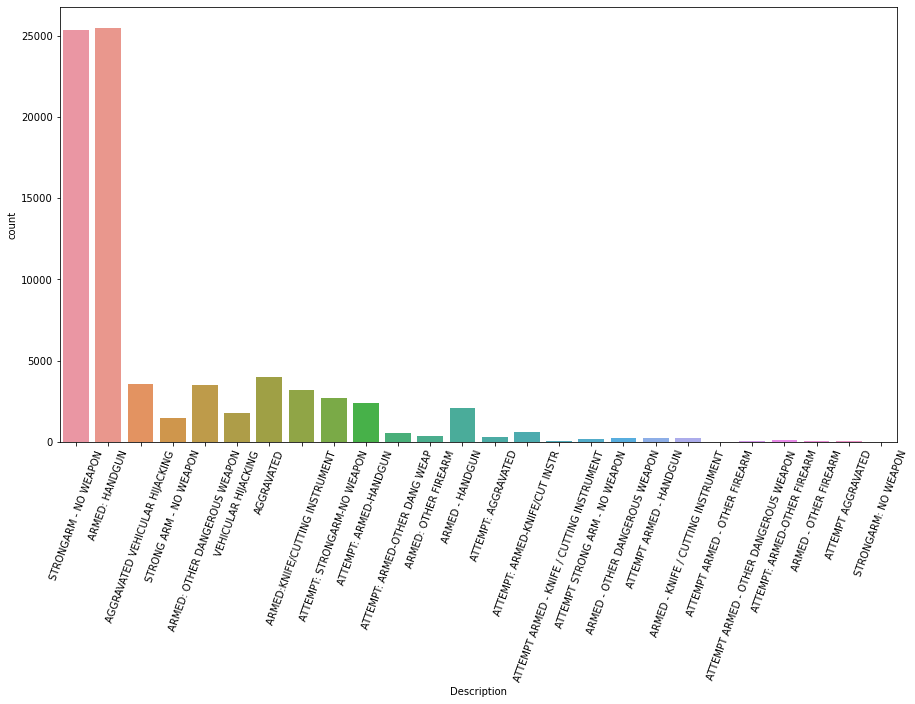 25000
20000
15000
10000
5000
0
count
STRONGARM - NO WEAPON
ARMED: HANDGUN
AGGRAVATED VEHICULAR HIJACKING
STRONG ARM - NO WEAPON
ARMED: OTHER DANGEROUS WEAPON
VEHICULAR HIJACKING
AGGRAVATED
ARMED:KNIFE/CUTTING INSTRUMENT
ATTEMPT: STRONGARM-NO WEAPON
ATTEMPT: ARMED-HANDGUN
ATTEMPT: ARMED-OTHER DANG WEAP
ARMED: OTHER FIREARM
ARMED - HANDGUN
ATTEMPT: AGGRAVATED
ATTEMPT: ARMED-KNIFE/CUT INSTR
ATTEMPT ARMED - KNIFE / CUTTING INSTRUMENT
ATTEMPT STRONG ARM - NO WEAPON
ARMED - OTHER DANGEROUS WEAPON
ATTEMPT ARMED - HANDGUN
ARMED - KNIFE / CUTTING INSTRUMENT
ATTEMPT ARMED - OTHER FIREARM
ATTEMPT ARMED - OTHER DANGEROUS WEAPON
ATTEMPT: ARMED-OTHER FIREARM
ARMED - OTHER FIREARM
ATTEMPT AGGRAVATED
STRONGARM: NO WEAPON
Description